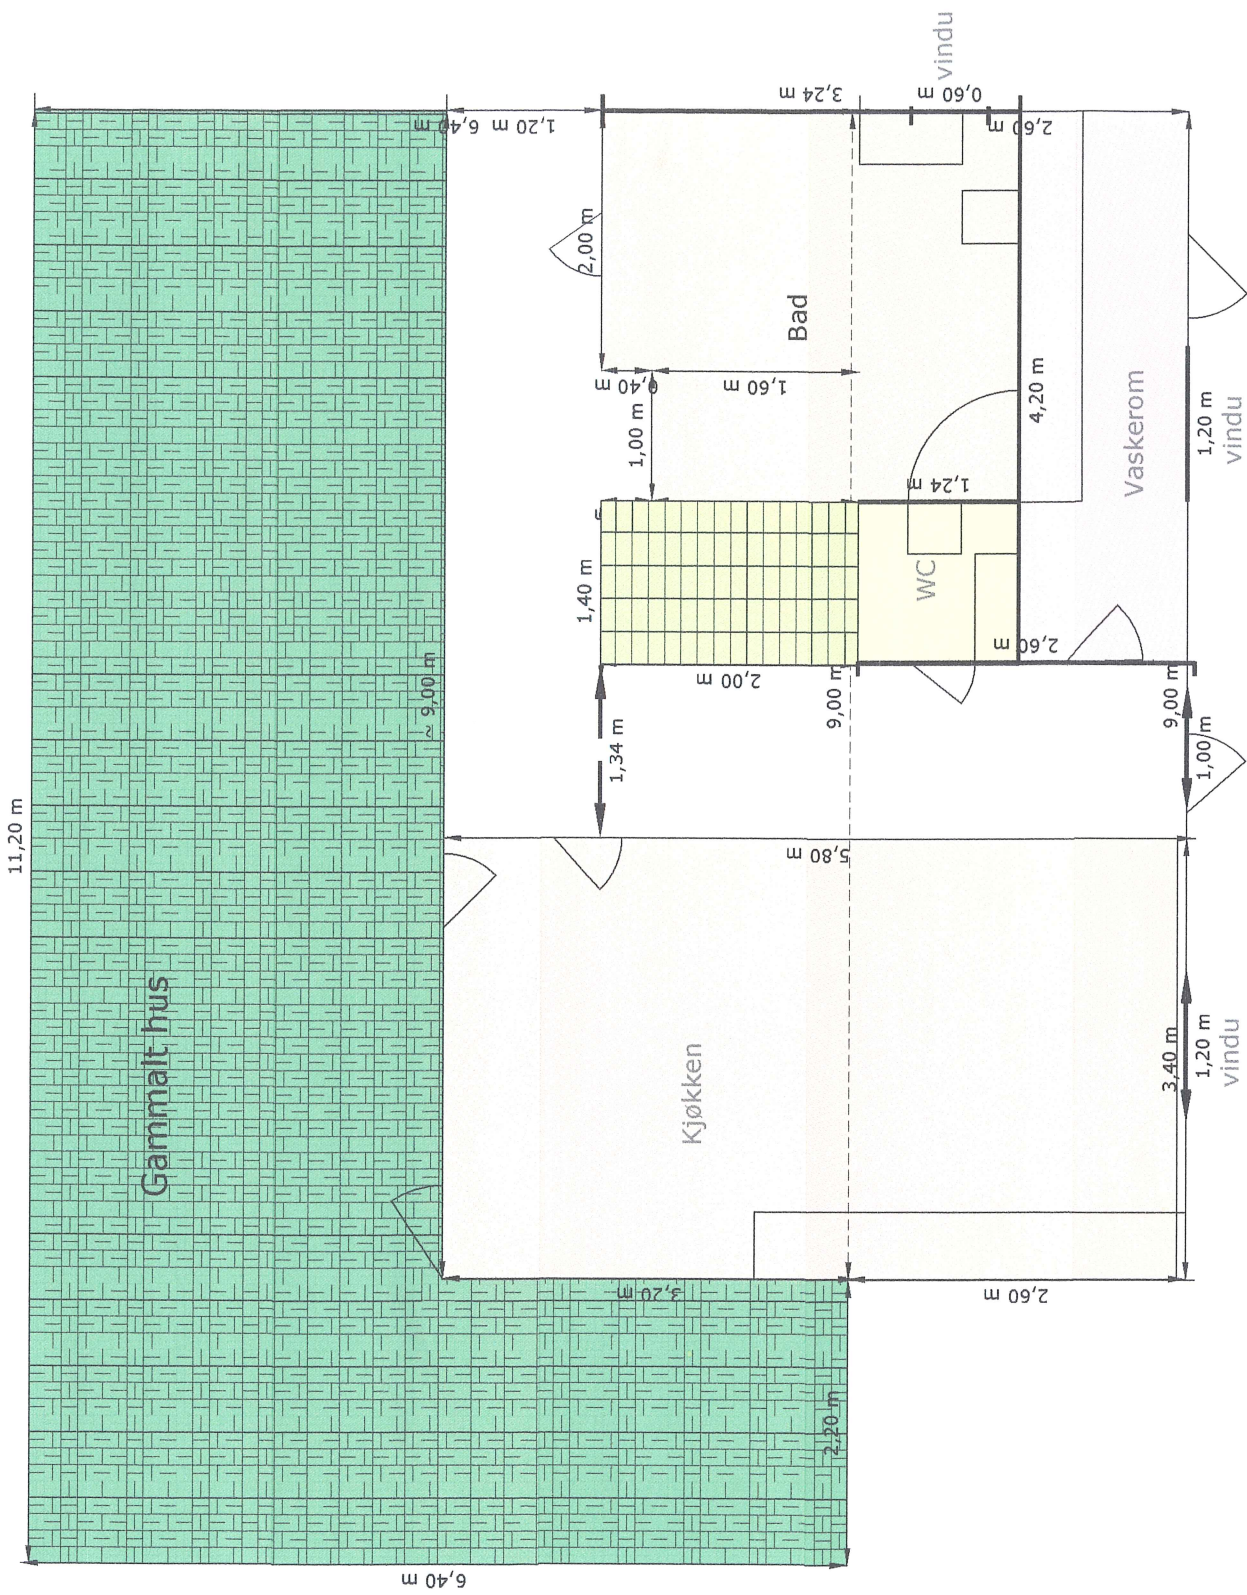 vindu
3,24 m
0,60 m
6,40 m
1,20 m
2,60 m
2,00 m
Bad
0,40 m
1,60 m
1,00 m
4,20 m
1,24 m
Vaskerom
1,20 m
vindu
1,40 m
WC
2,60 m
~ 9,00 m
2,00 m
9,00 m
9,00 m
1,34 m
1,00 m
11,20 m
5,80 m
Gammalt hus
Kjøkken
3,40 m
1,20 m
vindu
3,20 m
2,60 m
2,20 m
6,40 m